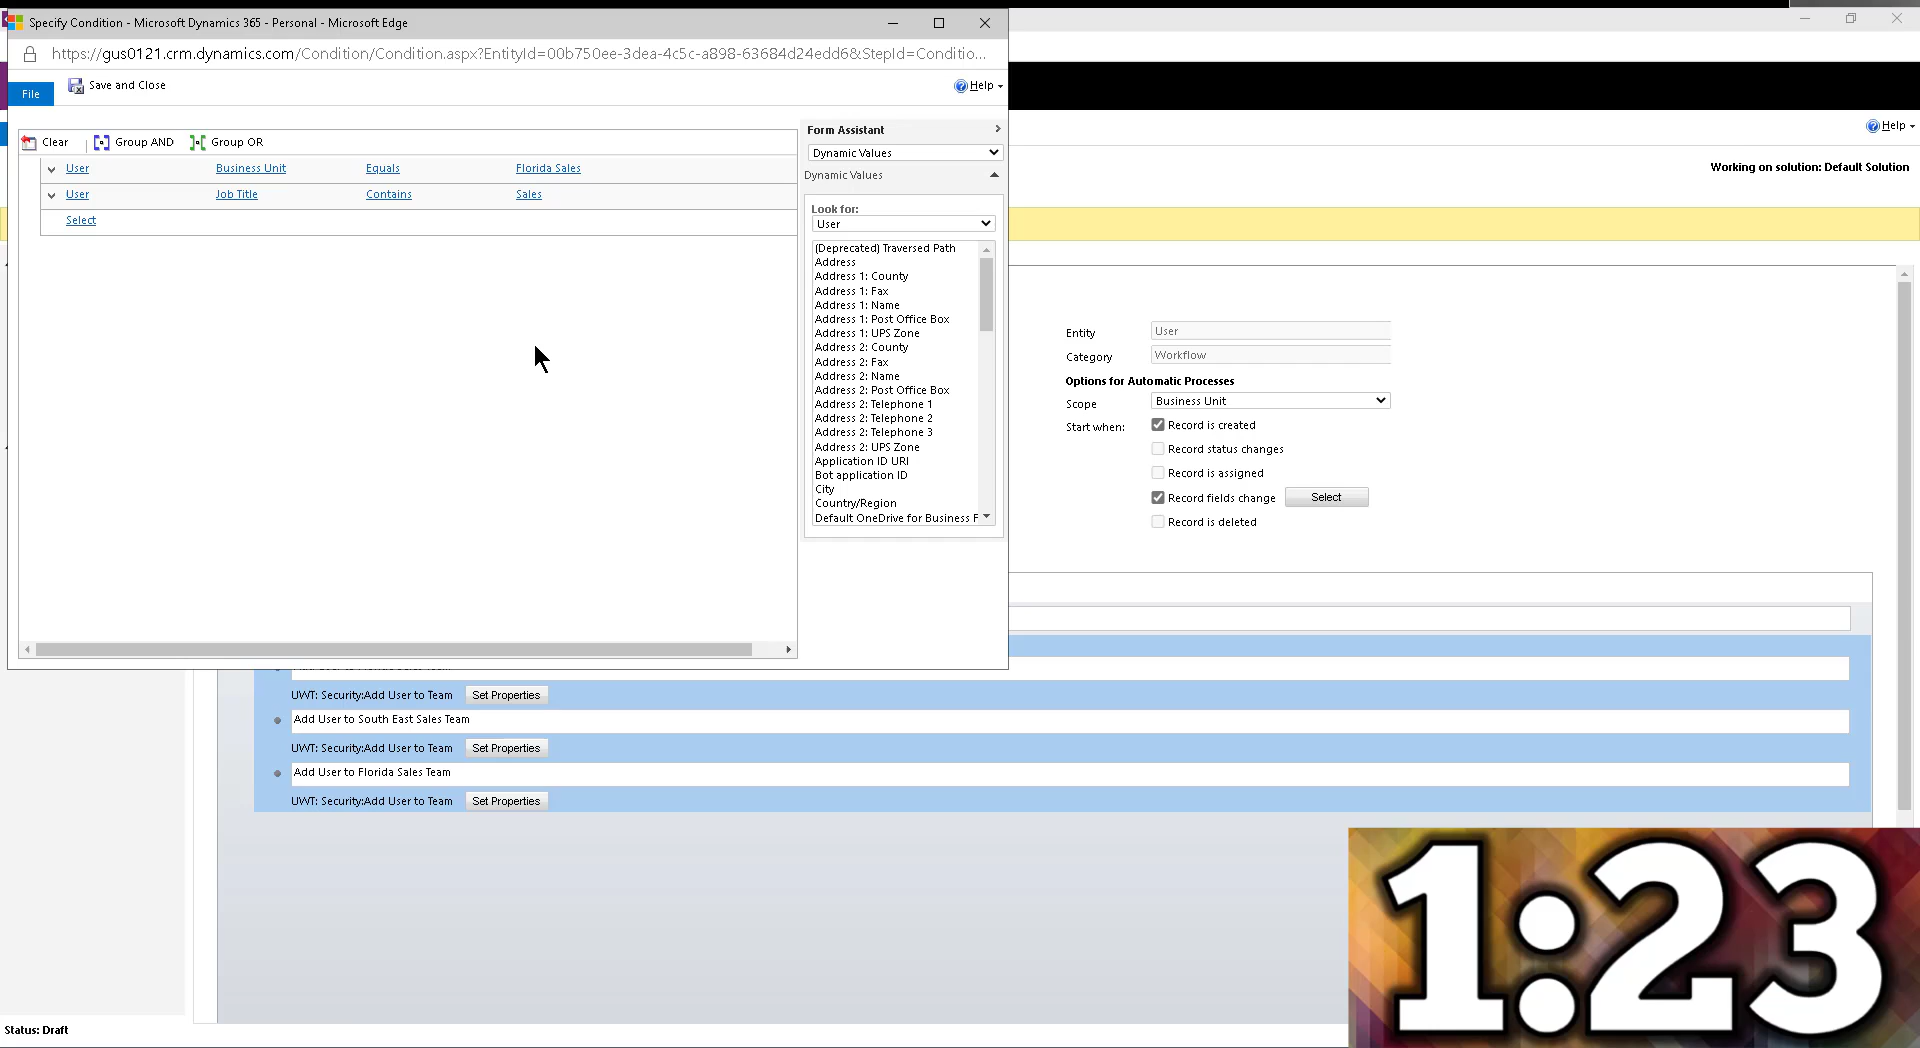 Specify Condition - Microsoft Dynamics 365 - Personal - Microsoft Edge
https://gus0121.crm.dynamics.com/Condition/Condition.aspx?EntityId=00b750ee-3dea-4c5c-a898-63684d24edd6&StepId=Conditio...
File
Save and Close
Help
Clear
Group AND
Group OR
User Business Unit Equals Florida Sales
User Job Title Contains Sales
Select
Form Assistant
Dynamic Values
Dynamic Values
Look for:
User
(Deprecated) Traversed Path
Address
Address 1: County
Address 1: Fax
Address 1: Name
Address 1: Post Office Box
Address 1: UPS Zone
Address 2: County
Address 2: Fax
Address 2: Name
Address 2: Post Office Box
Address 2: Telephone 1
Address 2: Telephone 2
Address 2: Telephone 3
Address 2: UPS Zone
Application ID URI
Bot application ID
City
Country/Region
Default OneDrive for Business F
Help
Working on solution: Default Solution
Entity User
Category Workflow
Options for Automatic Processes
Scope Business Unit
Start when: Record is created
Record status changes
Record is assigned
Record fields change Select
Record is deleted
UWT: Security:Add User to Team Set Properties
Add User to South East Sales Team
UWT: Security:Add User to Team Set Properties
Add User to Florida Sales Team
UWT: Security:Add User to Team Set Properties
Status: Draft
1:23